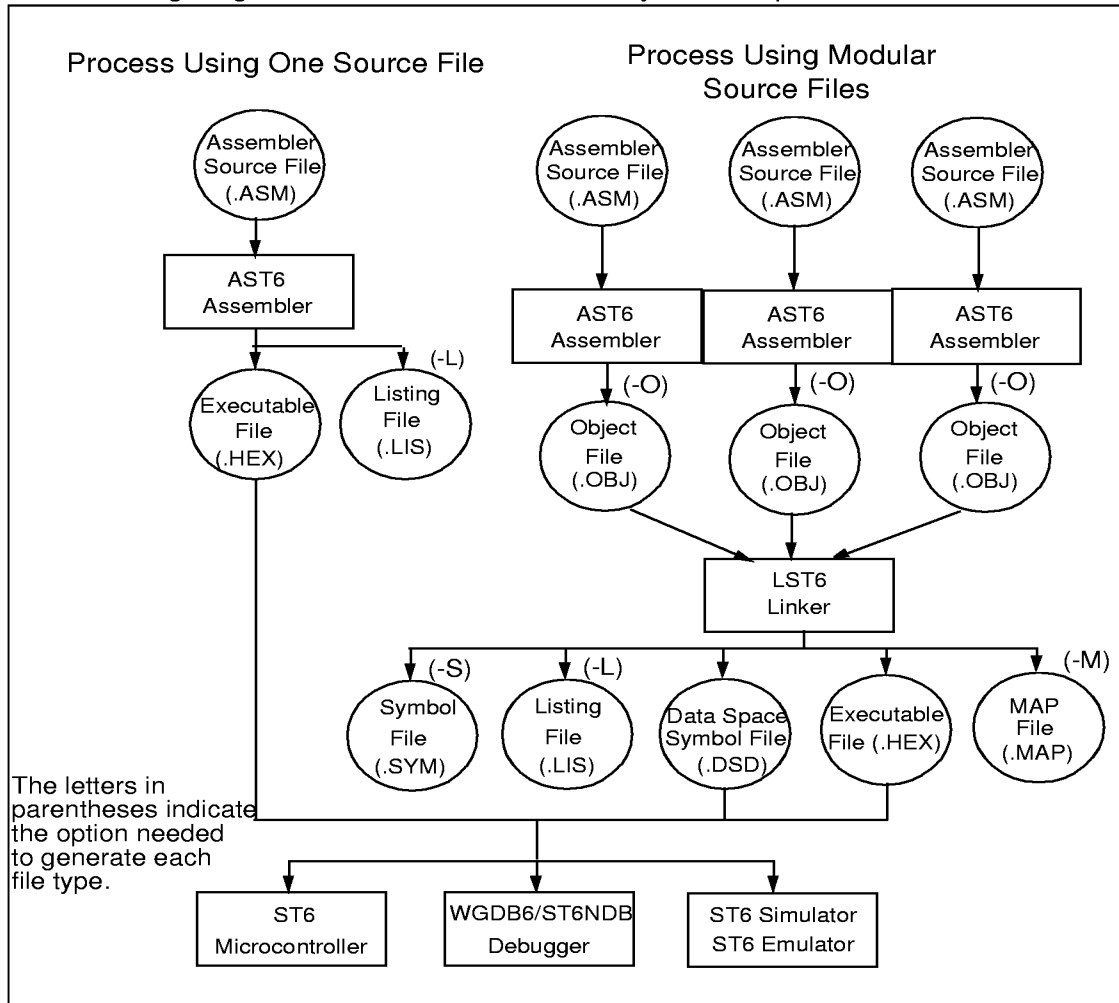 Process Using One Source File
Process Using Modular
Source Files
Assembler
Source File
(.ASM)
Assembler
Source File
(.ASM)
Assembler
Source File
(.ASM)
Assembler
Source File
(.ASM)
AST6
Assembler
AST6
Assembler
AST6
Assembler
AST6
Assembler
(-L)
(-O)
(-O)
(-O)
Executable
File
(.HEX)
Listing
File
(.LIS)
Object
File
(.OBJ)
Object
File
(.OBJ)
Object
File
(.OBJ)
LST6
Linker
(-S)
(-L)
(-M)
Symbol
File
(.SYM)
Listing
File
(.LIS)
Data Space
Symbol File
(.DSD)
Executable
File (.HEX)
MAP
File
(.MAP)
The letters in
parentheses indicate
the option needed
to generate each
file type.
ST6
Microcontroller
WGDB6/ST6NDB
Debugger
ST6 Simulator
ST6 Emulator